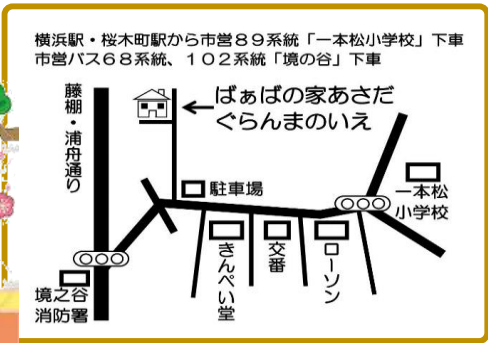 横浜駅・桜木町駅から市営８９系統「一本松小学校」下車
市営バス６８系統、１０２系統「境の谷」下車
藤棚・浦舟通り
ばぁばの家あさだ
ぐらんまのいえ
駐車場
一本松
小学校
きんぺい堂
交番
ローソン
境之谷
消防署